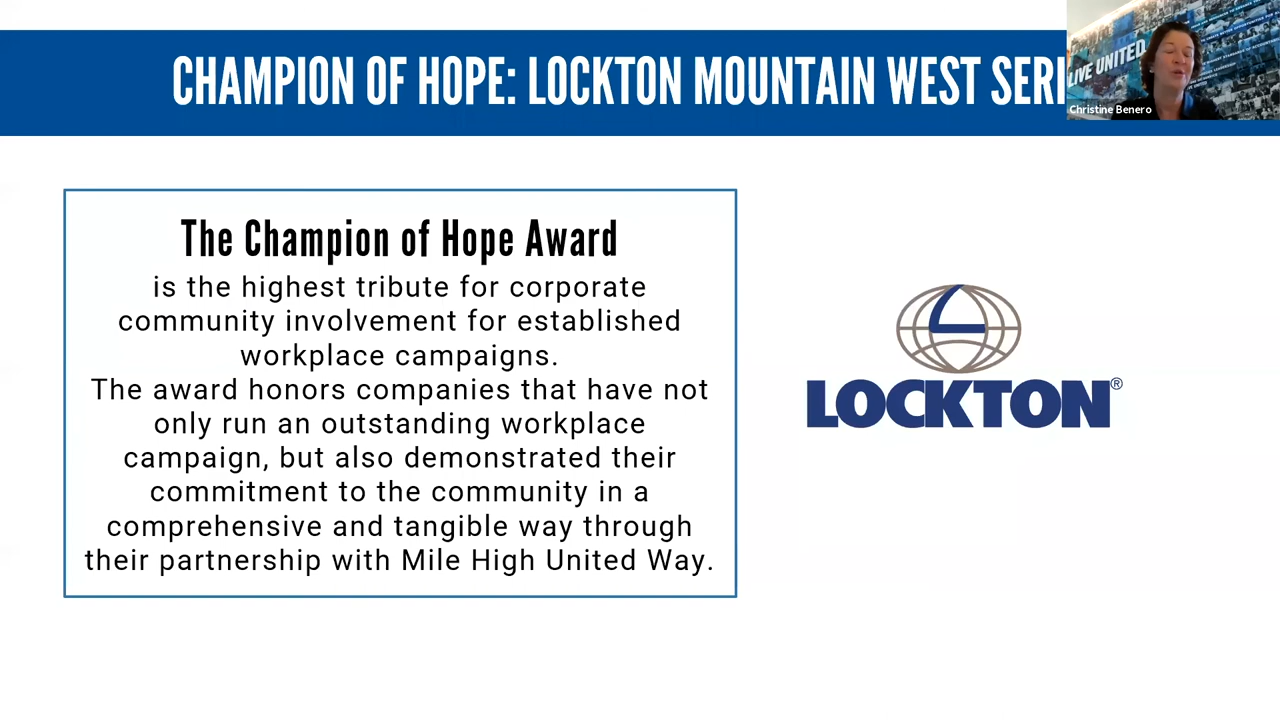 CHAMPION OF HOPE: LOCKTON MOUNTAIN WEST SERI
LIVE UNITED
Christine Benero
The Champion of Hope Award
is the highest tribute for corporate
community involvement for established
workplace campaigns.
The award honors companies that have not
only run an outstanding workplace
campaign, but also demonstrated their
commitment to the community in a
comprehensive and tangible way through
their partnership with Mile High United Way.
LOCKTON®